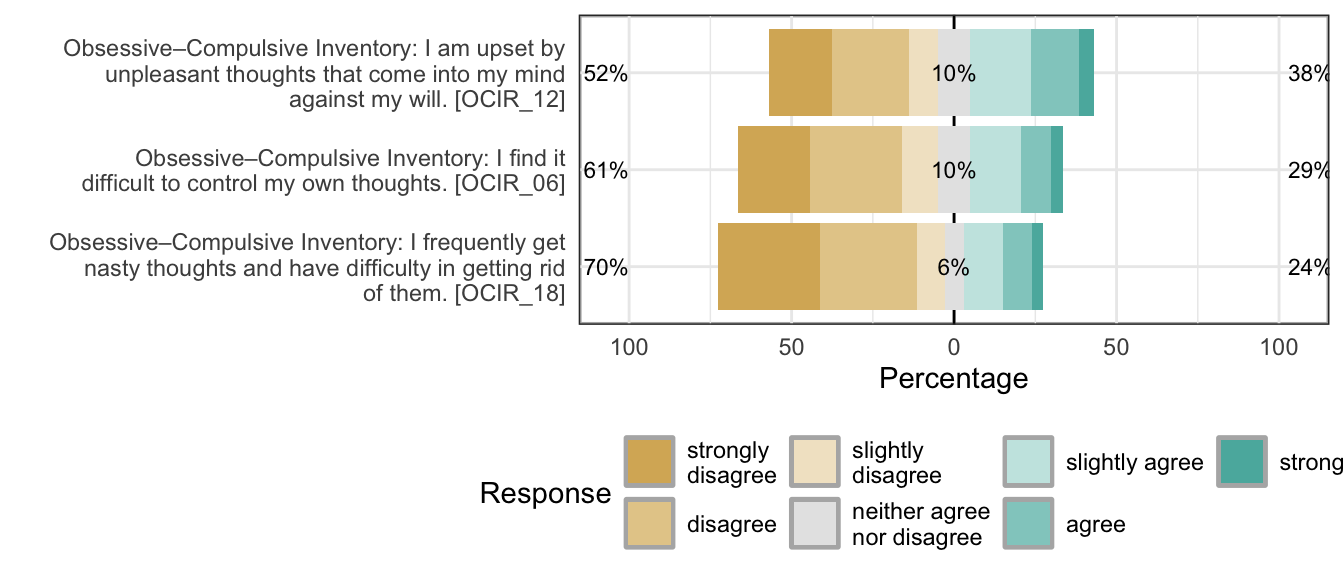 Obsessive–Compulsive Inventory: I am upset by
unpleasant thoughts that come into my mind
against my will. [OCIR_12]
52%
10%
38%
Obsessive–Compulsive Inventory: I find it
difficult to control my own thoughts. [OCIR_06]
61%
10%
29%
Obsessive–Compulsive Inventory: I frequently get
nasty thoughts and have difficulty in getting rid
of them. [OCIR_18]
70%
6%
24%
100
50
0
50
100
Percentage
Response
strongly
disagree
disagree
slightly
disagree
neither agree
nor disagree
slightly agree
agree
strong